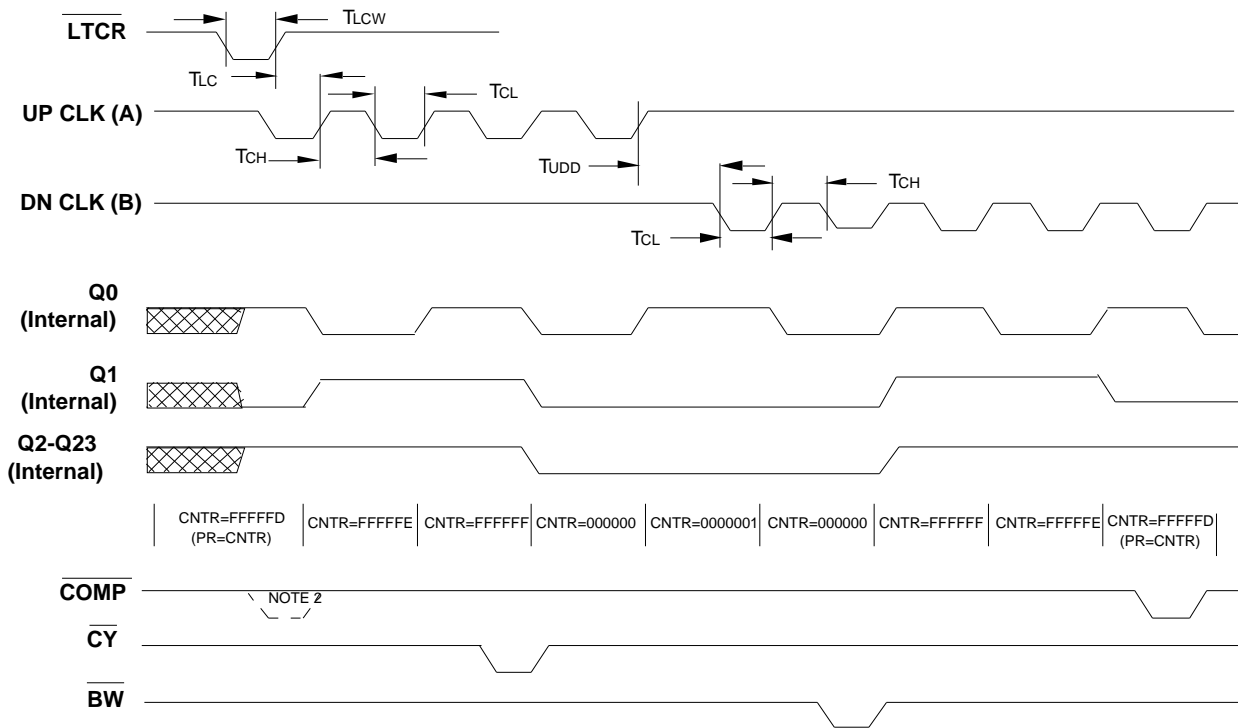 LTCR
TLCW
TLC
TCL
UP CLK (A)
TCH
TUDD
TCH
DN CLK (B)
TCL
Q0
(Internal)
Q1
(Internal)
Q2-Q23
(Internal)
CNTR=FFFFFD
(PR=CNTR)
CNTR=FFFFFE
CNTR=FFFFFF
CNTR=000000
CNTR=0000001
CNTR=000000
CNTR=FFFFFF
CNTR=FFFFFE
CNTR=FFFFFD
(PR=CNTR)
COMP
NOTE 2
CY
BW